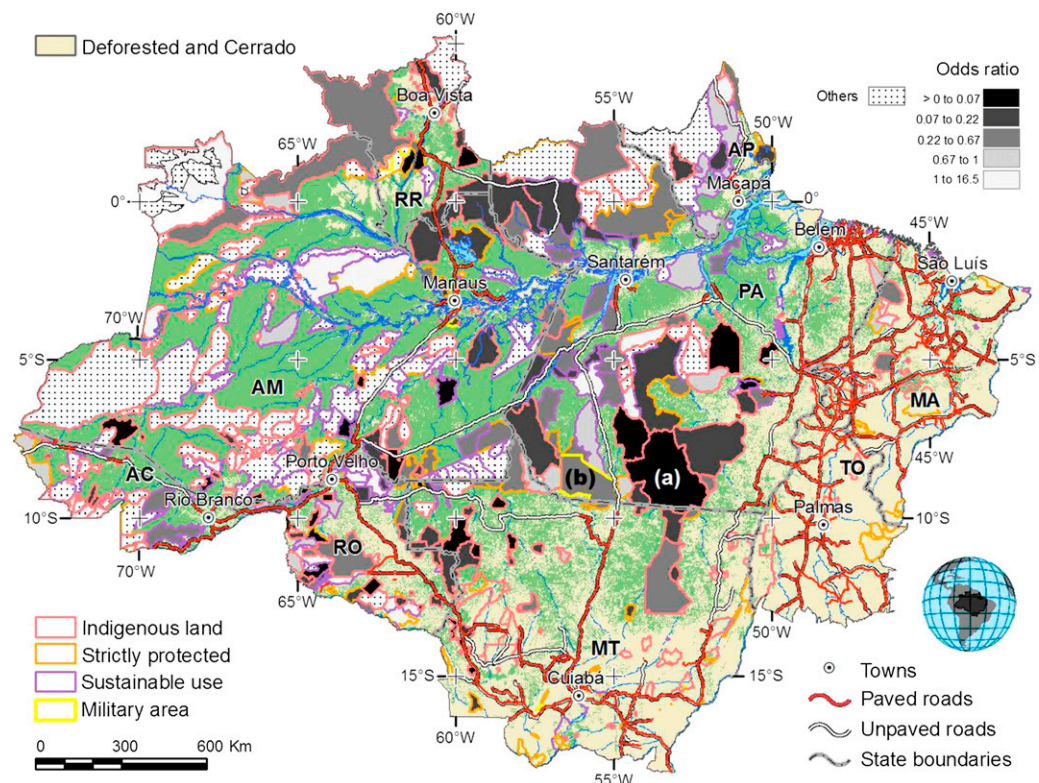 60°W
Deforested and Cerrado
Odds ratio
Others
> 0 to 0.07
0.07 to 0.22
0.22 to 0.67
0.67 to 1
1 to 16.5
Boa Vista
55°W
50°W
65°W
AP
RR
Macapá
0°
0°
45°W
Belém
São Luís
Santarém
Manaus
PA
70°W
5°S
5°S
AM
MA
(b)
(a)
45°W
AC
Porto Velho
TO
Rio Branco
Palmas
10°S
10°S
RO
70°W
65°W
50°W
MT
Indigenous land
Strictly protected
Sustainable use
Military area
15°S
15°S
Cuiabá
Towns
Paved roads
Unpaved roads
State boundaries
60°W
55°W
0 300 600 Km